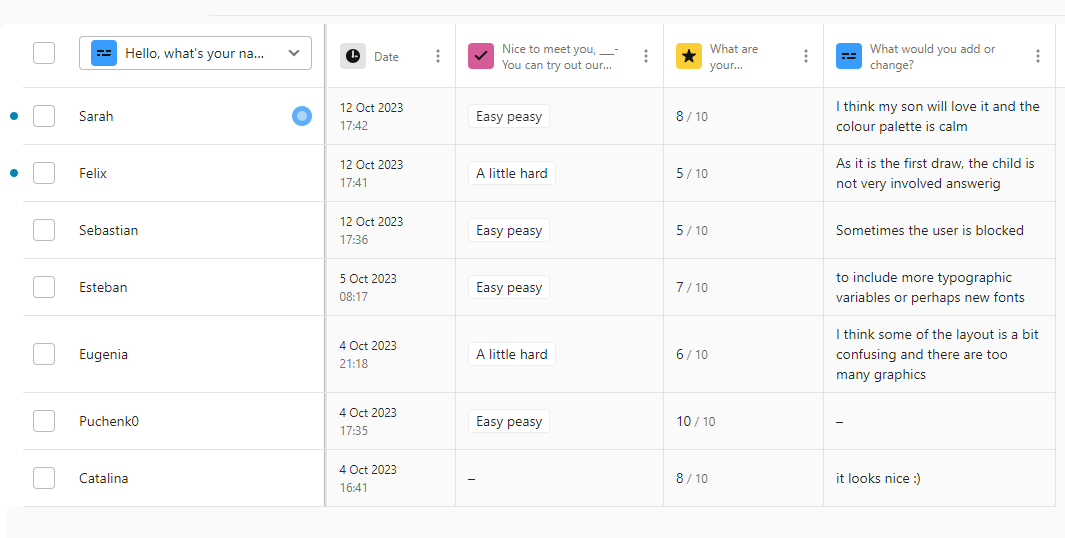 Hello, what's your na...
Date
Nice to meet you, ___-
You can try out our...
What are
your...
What would you add or
change?
Sarah
12 Oct 2023
17:42
Easy peasy
8 / 10
I think my son will love it and the
colour palette is calm
Felix
12 Oct 2023
17:41
A little hard
5 / 10
As it is the first draw, the child is
not very involved answerig
Sebastian
12 Oct 2023
17:36
Easy peasy
5 / 10
Sometimes the user is blocked
Esteban
5 Oct 2023
08:17
Easy peasy
7 / 10
to include more typographic
variables or perhaps new fonts
Eugenia
4 Oct 2023
21:18
A little hard
6 / 10
I think some of the layout is a bit
confusing and there are too
many graphics
Puchenk0
4 Oct 2023
17:35
Easy peasy
10 / 10
–
Catalina
4 Oct 2023
16:41
–
8 / 10
it looks nice :)